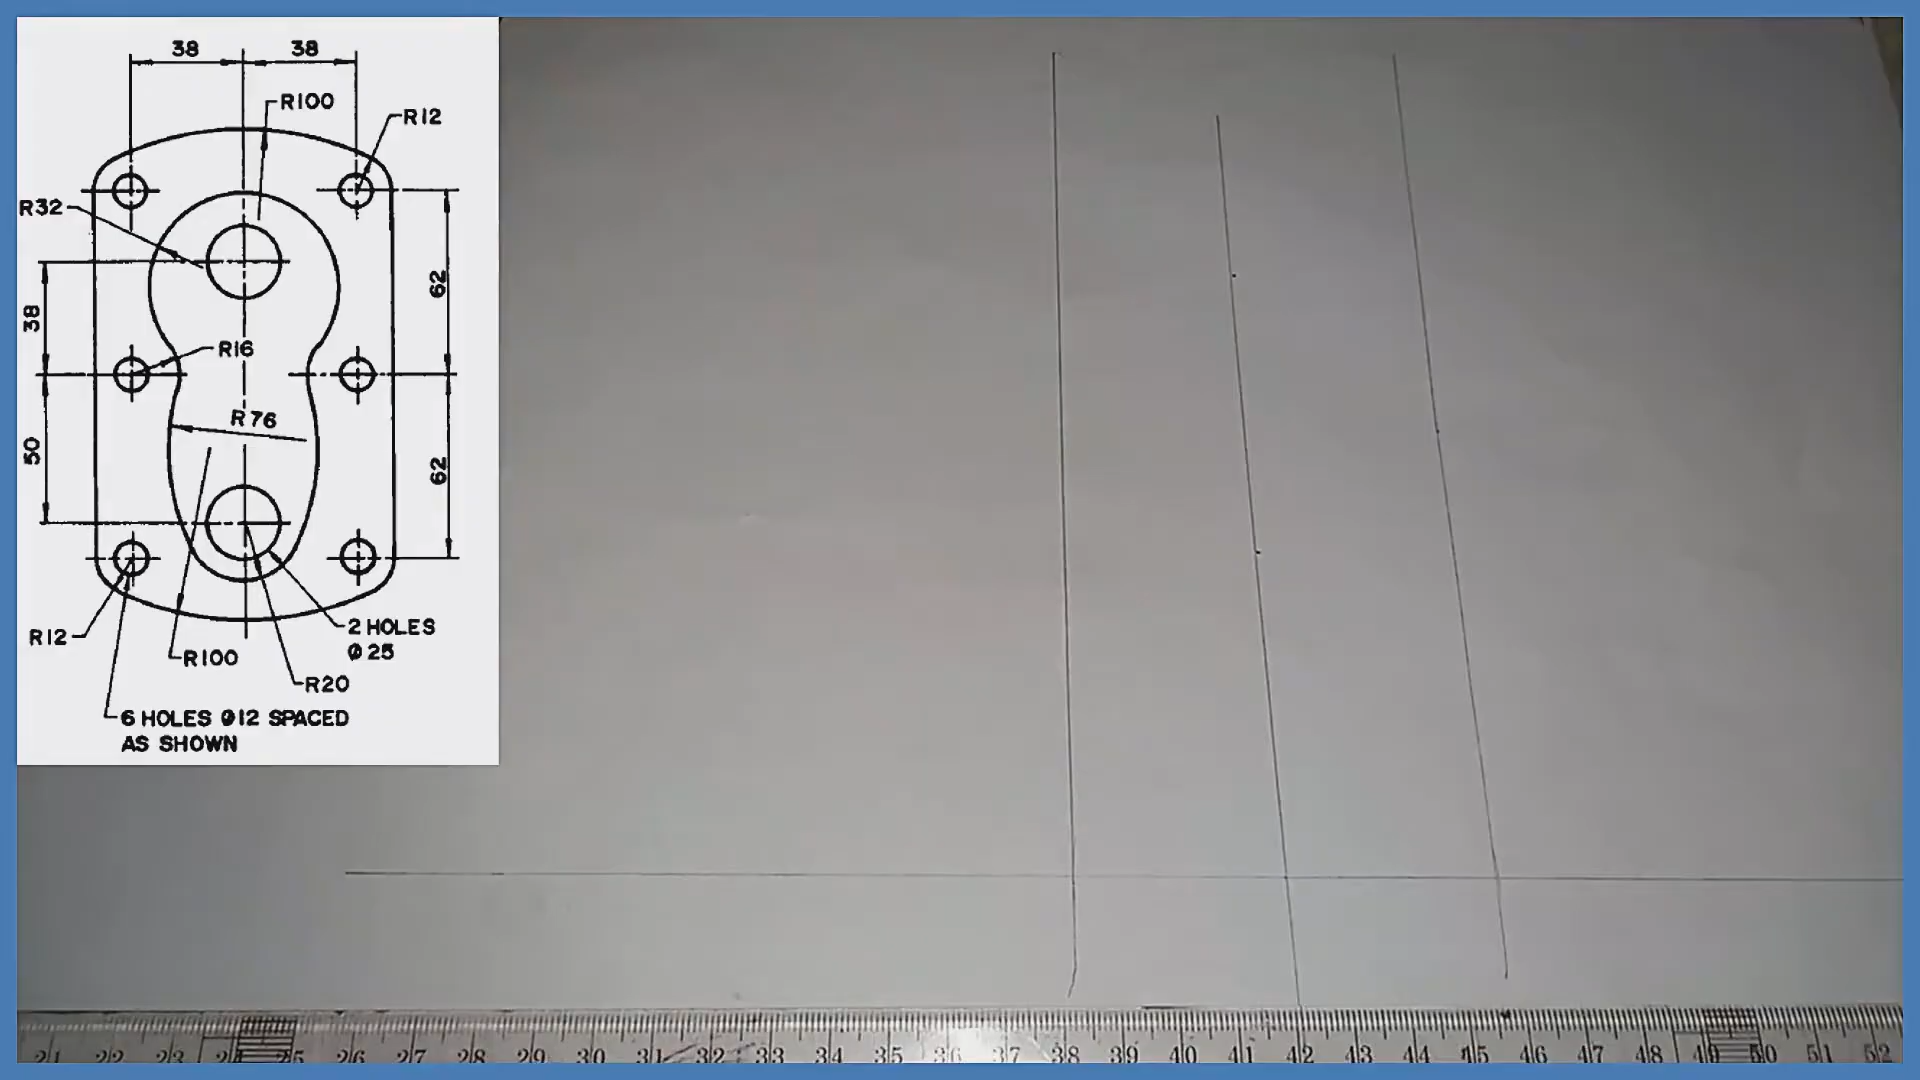 38 38
R100
R12
R32
62
38
R16
R76
50
62
2 HOLES
Ø 25
R12
R100
R20
6 HOLES Ø12 SPACED
AS SHOWN
21 22 23 24 25 26 27 28 29 30 31 32 33 34 35 36 37 38 39 40 41 42 43 44 45 46 47 48 49 50 51 52